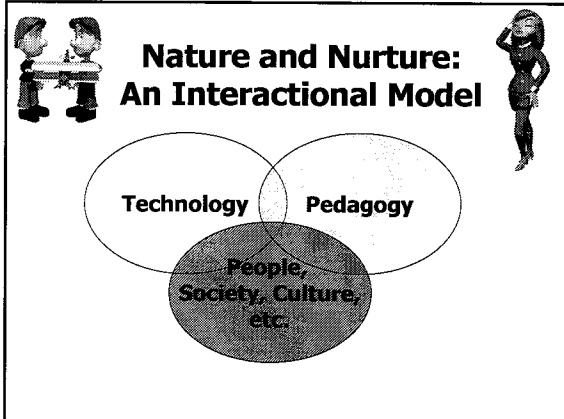 Nature and Nurture:
An Interactional Model
Technology
Pedagogy
People,
Society, Culture,
etc.